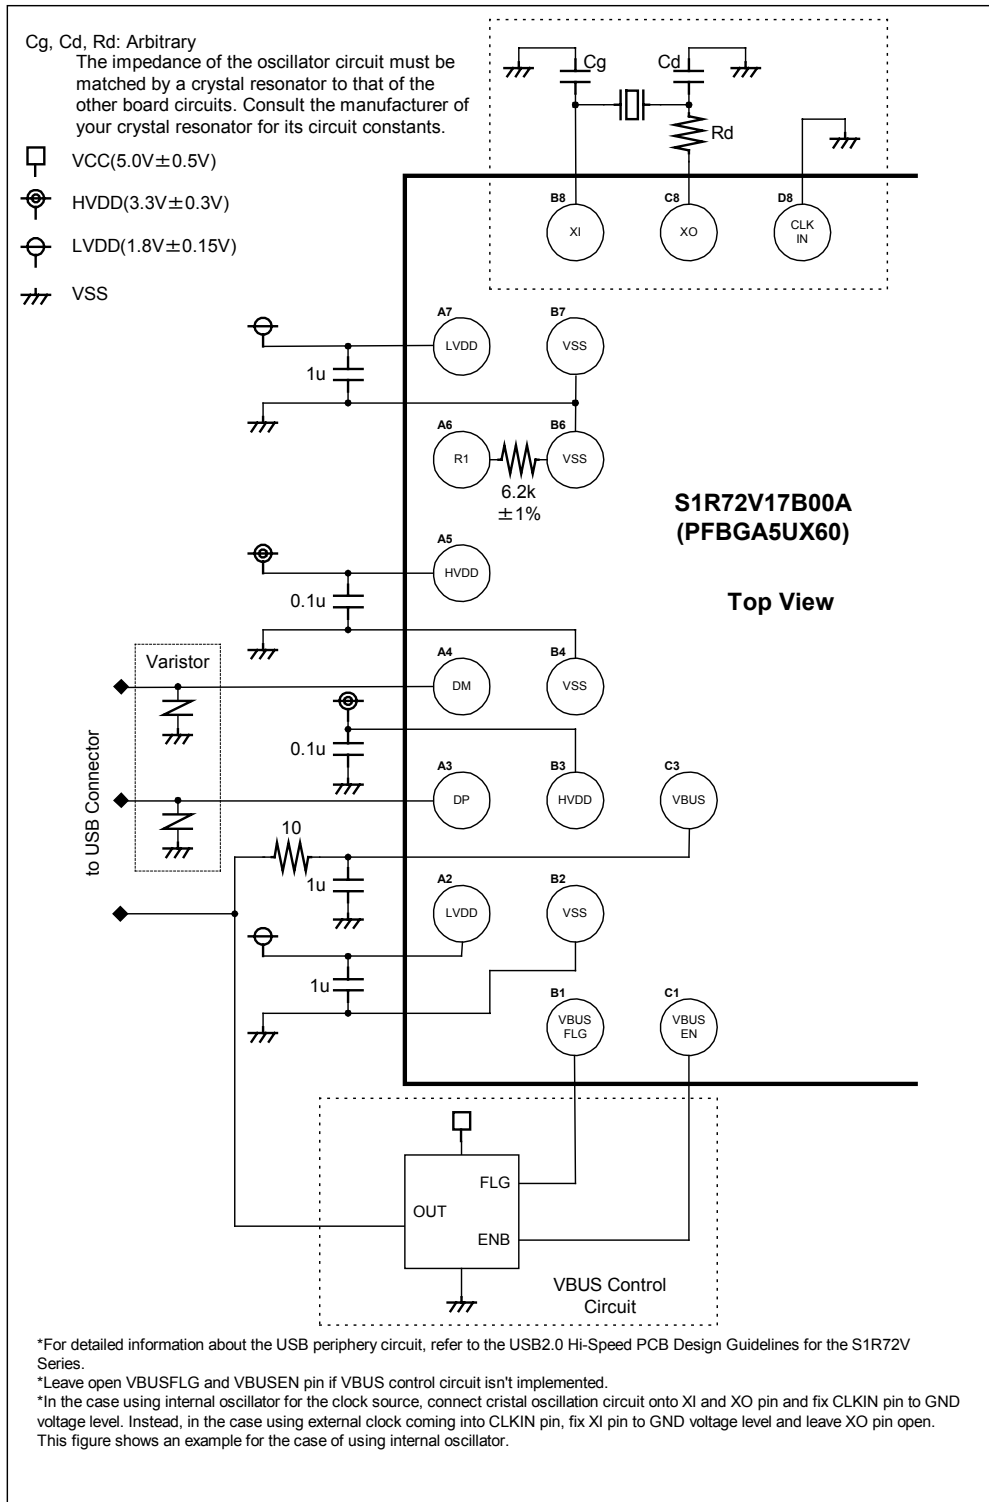 Cg, Cd, Rd: Arbitrary
The impedance of the oscillator circuit must be
matched by a crystal resonator to that of the
other board circuits. Consult the manufacturer of
your crystal resonator for its circuit constants.
VCC(5.0V±0.5V)
HVDD(3.3V±0.3V)
LVDD(1.8V±0.15V)
VSS
Cg
Cd
Rd
B8
XI
C8
XO
D8
CLK
IN
A7
LVDD
B7
VSS
1u
A6
R1
B6
VSS
6.2k
±1%
S1R72V17B00A
(PFBGA5UX60)
Top View
A5
HVDD
0.1u
Varistor
A4
DM
B4
VSS
0.1u
to USB Connector
A3
DP
B3
HVDD
C3
VBUS
10
1u
A2
LVDD
B2
VSS
1u
B1
VBUS
FLG
C1
VBUS
EN
FLG
OUT
ENB
VBUS Control
Circuit
*For detailed information about the USB periphery circuit, refer to the USB2.0 Hi-Speed PCB Design Guidelines for the S1R72V
Series.
*Leave open VBUSFLG and VBUSEN pin if VBUS control circuit isn't implemented.
*In the case using internal oscillator for the clock source, connect cristal oscillation circuit onto XI and XO pin and fix CLKIN pin to GND
voltage level. Instead, in the case using external clock coming into CLKIN pin, fix XI pin to GND voltage level and leave XO pin open.
This figure shows an example for the case of using internal oscillator.